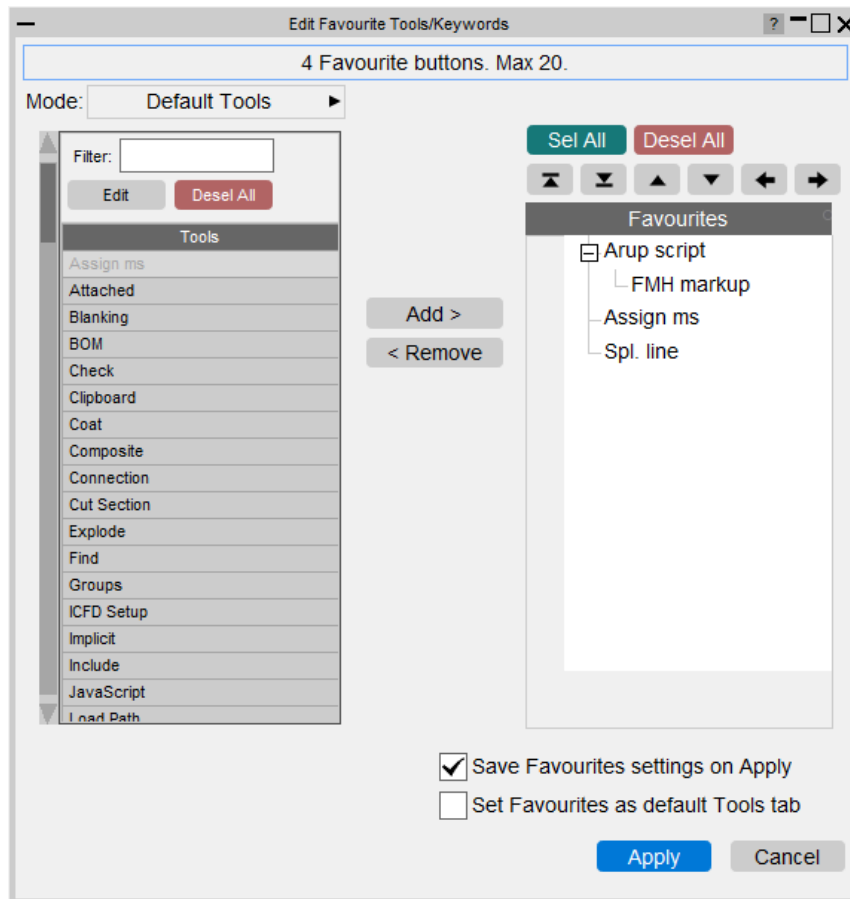 Edit Favourite Tools/Keywords ?
4 Favourite buttons. Max 20.
Mode: Default Tools
Filter:
Edit Desel All
Tools
Assign ms
Attached
Blanking
BOM
Check
Clipboard
Coat
Composite
Connection
Cut Section
Explode
Find
Groups
ICFD Setup
Implicit
Include
JavaScript
Load Path
Add >
< Remove
Sel All Desel All
Favourites
Arup script
FMH markup
Assign ms
Spl. line
Save Favourites settings on Apply
Set Favourites as default Tools tab
Apply Cancel